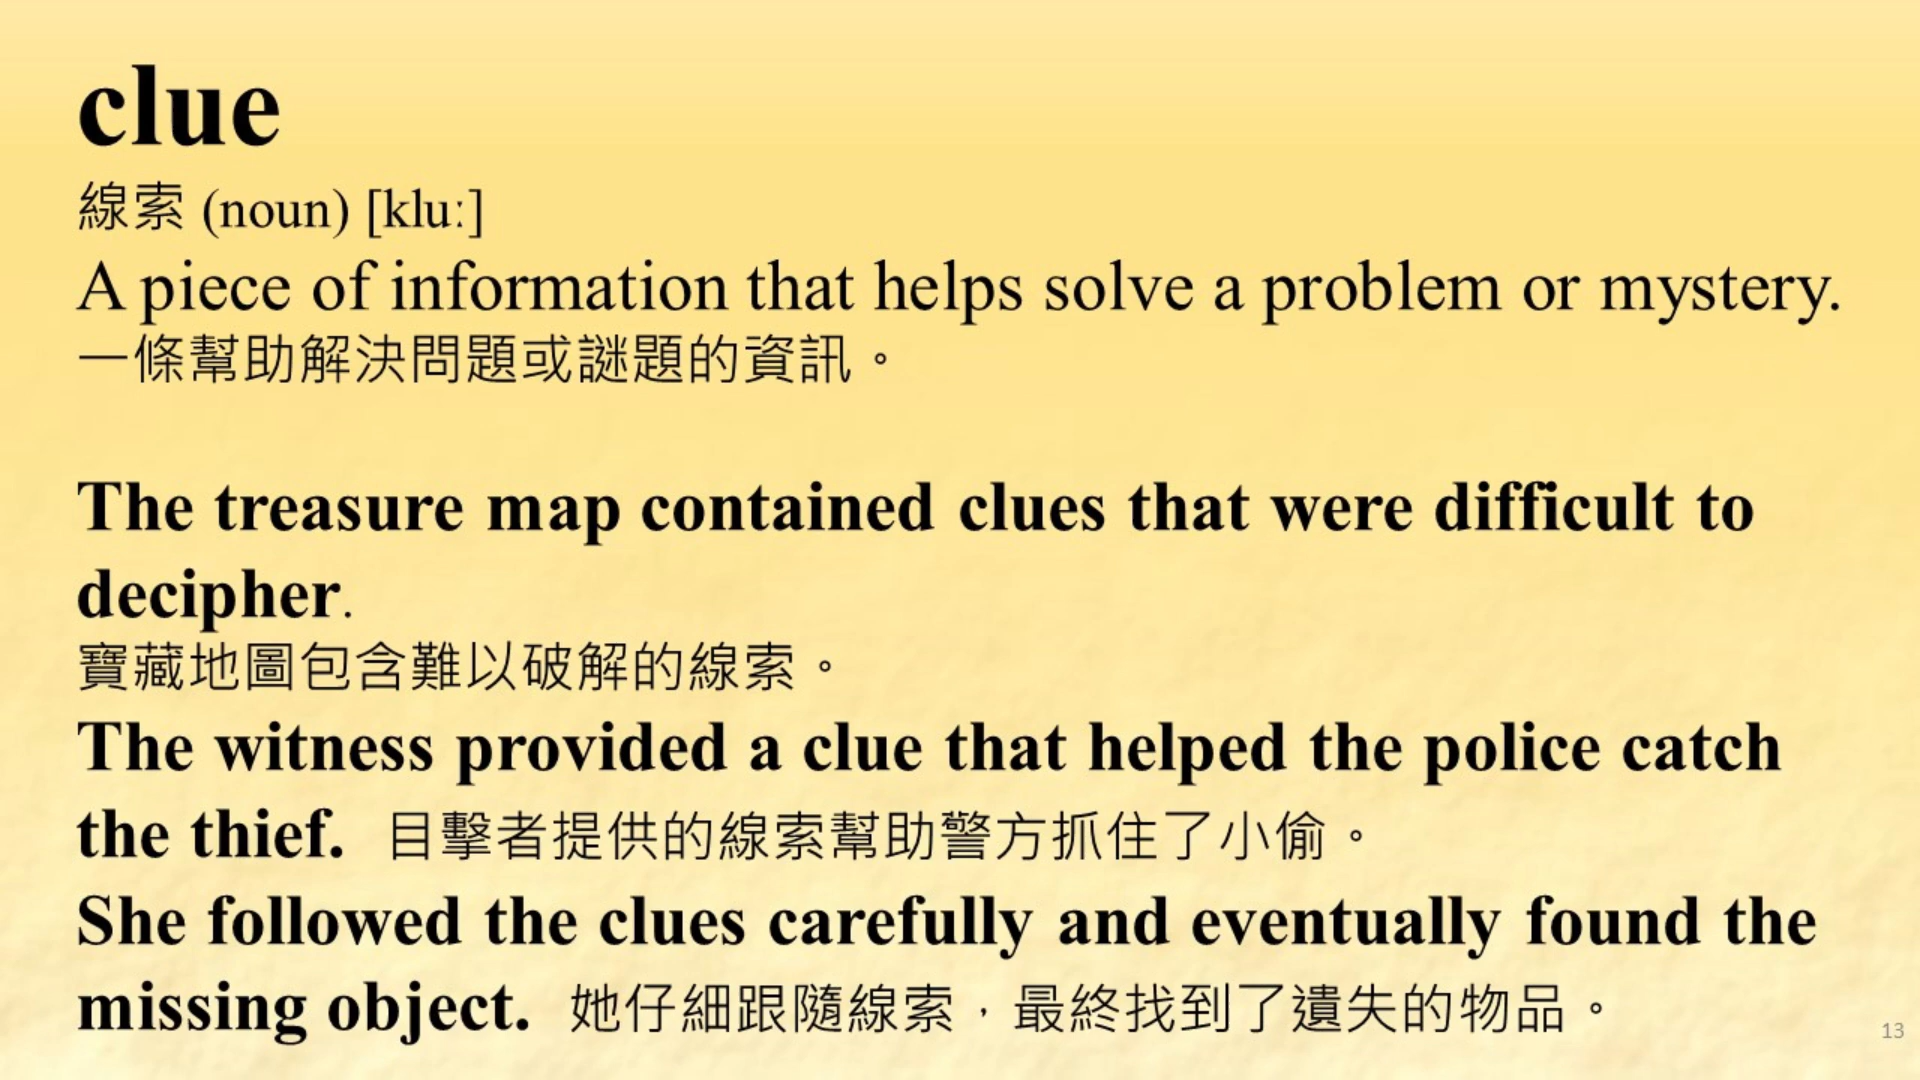 clue
線索 (noun) [kluː]
A piece of information that helps solve a problem or mystery.
一條幫助解決問題或謎題的資訊。
The treasure map contained clues that were difficult to
decipher.
寶藏地圖包含難以破解的線索。
The witness provided a clue that helped the police catch
the thief. 目擊者提供的線索幫助警方抓住了小偷。
She followed the clues carefully and eventually found the
missing object. 她仔細跟隨線索，最終找到了遺失的物品。
13